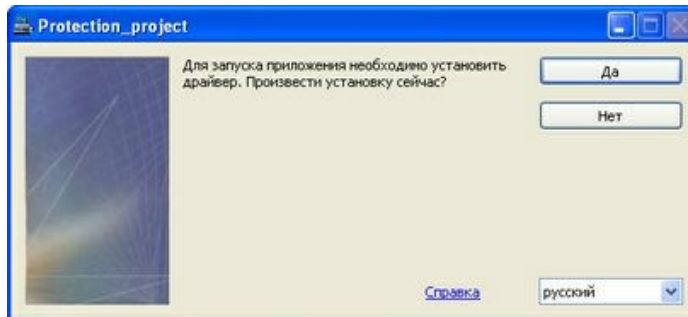 Protection_project
Для запуска приложения необходимо установить
драйвер. Произвести установку сейчас?
Да
Нет
Справка
русский